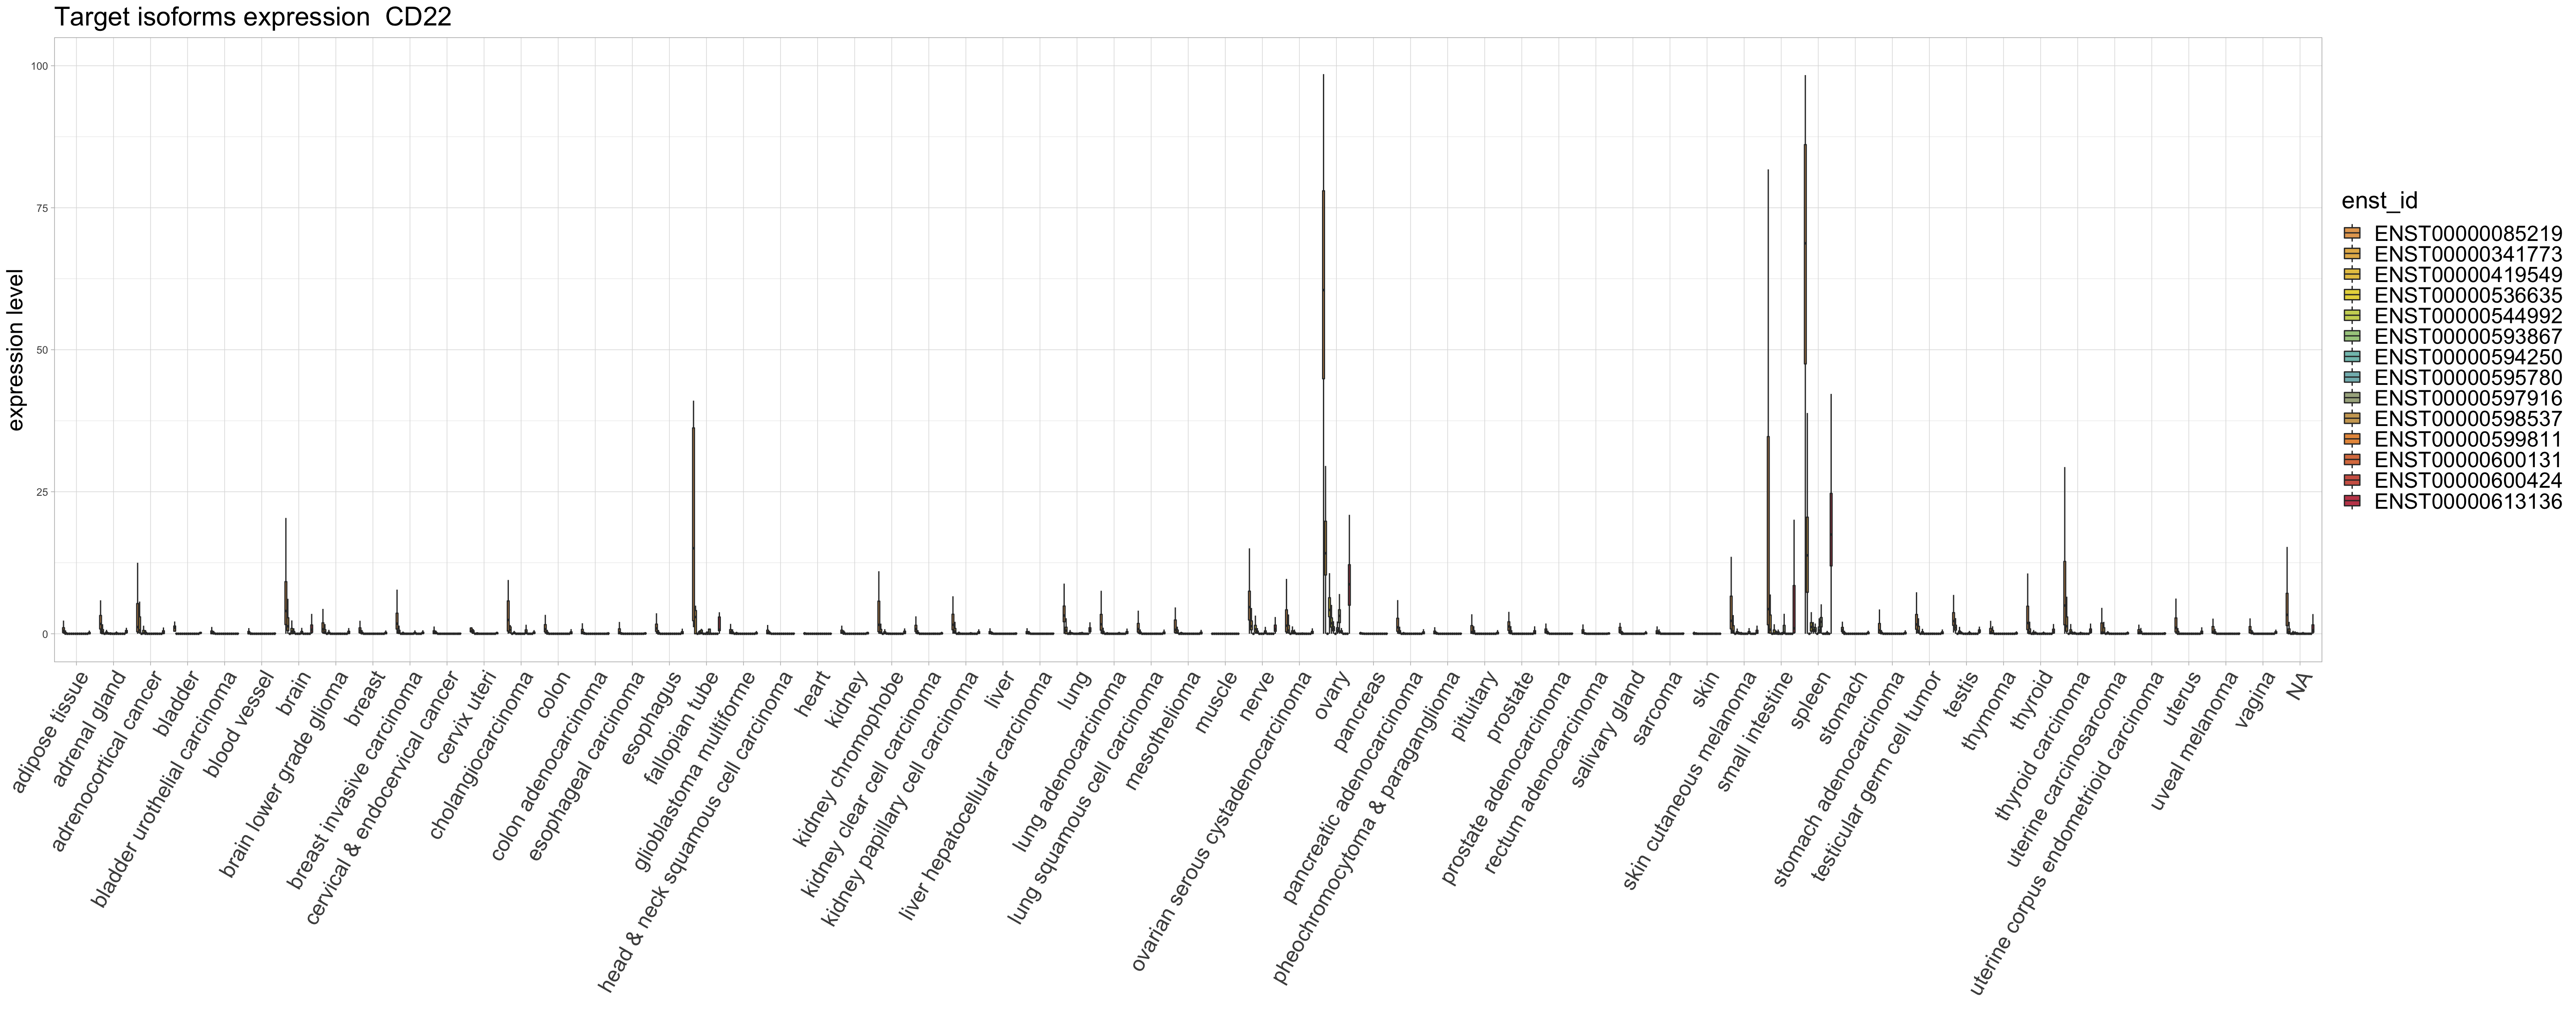 Target isoforms expression  CD22
expression level
100
75
50
25
0
adipose tissue
adrenal gland
adrenocortical cancer
bladder
bladder urothelial carcinoma
blood vessel
brain
brain lower grade glioma
breast
breast invasive carcinoma
cervical & endocervical cancer
cervix uteri
cholangiocarcinoma
colon
colon adenocarcinoma
esophageal carcinoma
esophagus
fallopian tube
glioblastoma multiforme
head & neck squamous cell carcinoma
heart
kidney
kidney chromophobe
kidney clear cell carcinoma
kidney papillary cell carcinoma
liver
liver hepatocellular carcinoma
lung
lung adenocarcinoma
lung squamous cell carcinoma
mesothelioma
muscle
nerve
ovarian serous cystadenocarcinoma
ovary
pancreas
pancreatic adenocarcinoma
pheochromocytoma & paraganglioma
pituitary
prostate
prostate adenocarcinoma
rectum adenocarcinoma
salivary gland
sarcoma
skin
skin cutaneous melanoma
small intestine
spleen
stomach
stomach adenocarcinoma
testicular germ cell tumor
testis
thymoma
thyroid
thyroid carcinoma
uterine carcinosarcoma
uterine corpus endometrioid carcinoma
uterus
uveal melanoma
vagina
NA
enst_id
ENST00000085219
ENST00000341773
ENST00000419549
ENST00000536635
ENST00000544992
ENST00000593867
ENST00000594250
ENST00000595780
ENST00000597916
ENST00000598537
ENST00000599811
ENST00000600131
ENST00000600424
ENST00000613136